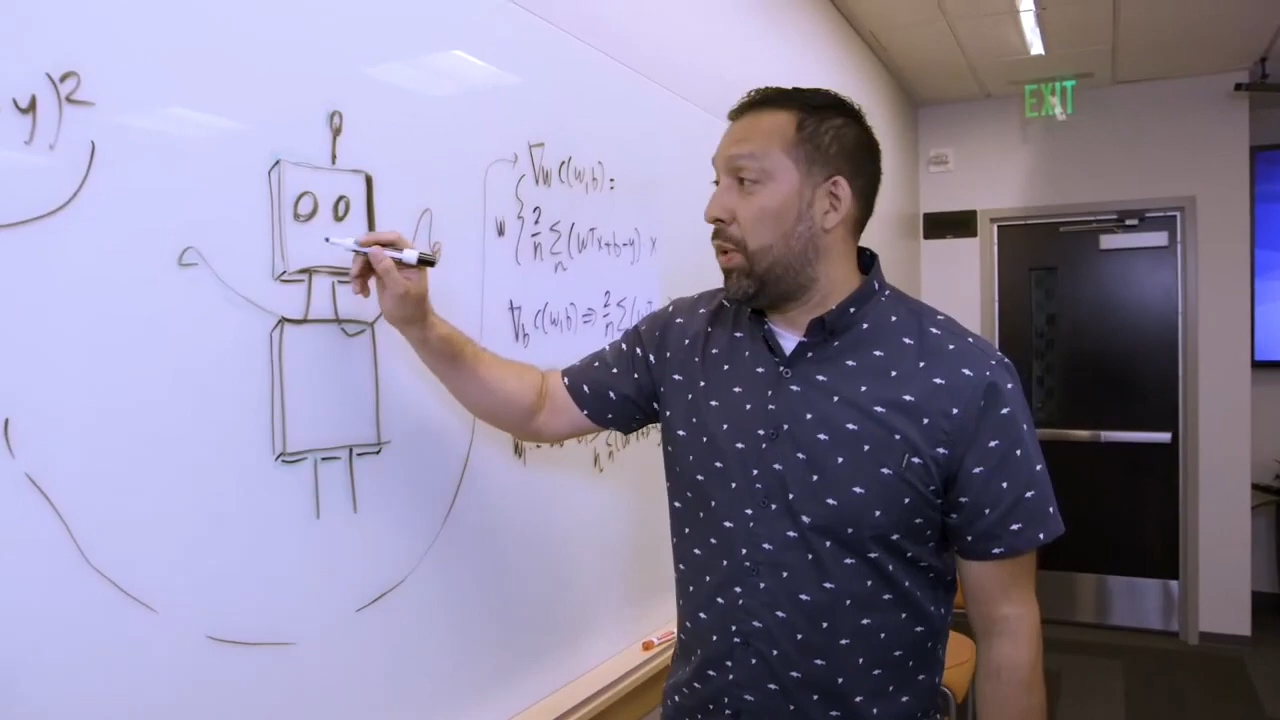 y)²
EXIT
∇w C(w,b) =
w { 2/n Σn (wᵀx+b-y) · x
∇b C(w,b) => 2/n Σ (wᵀ